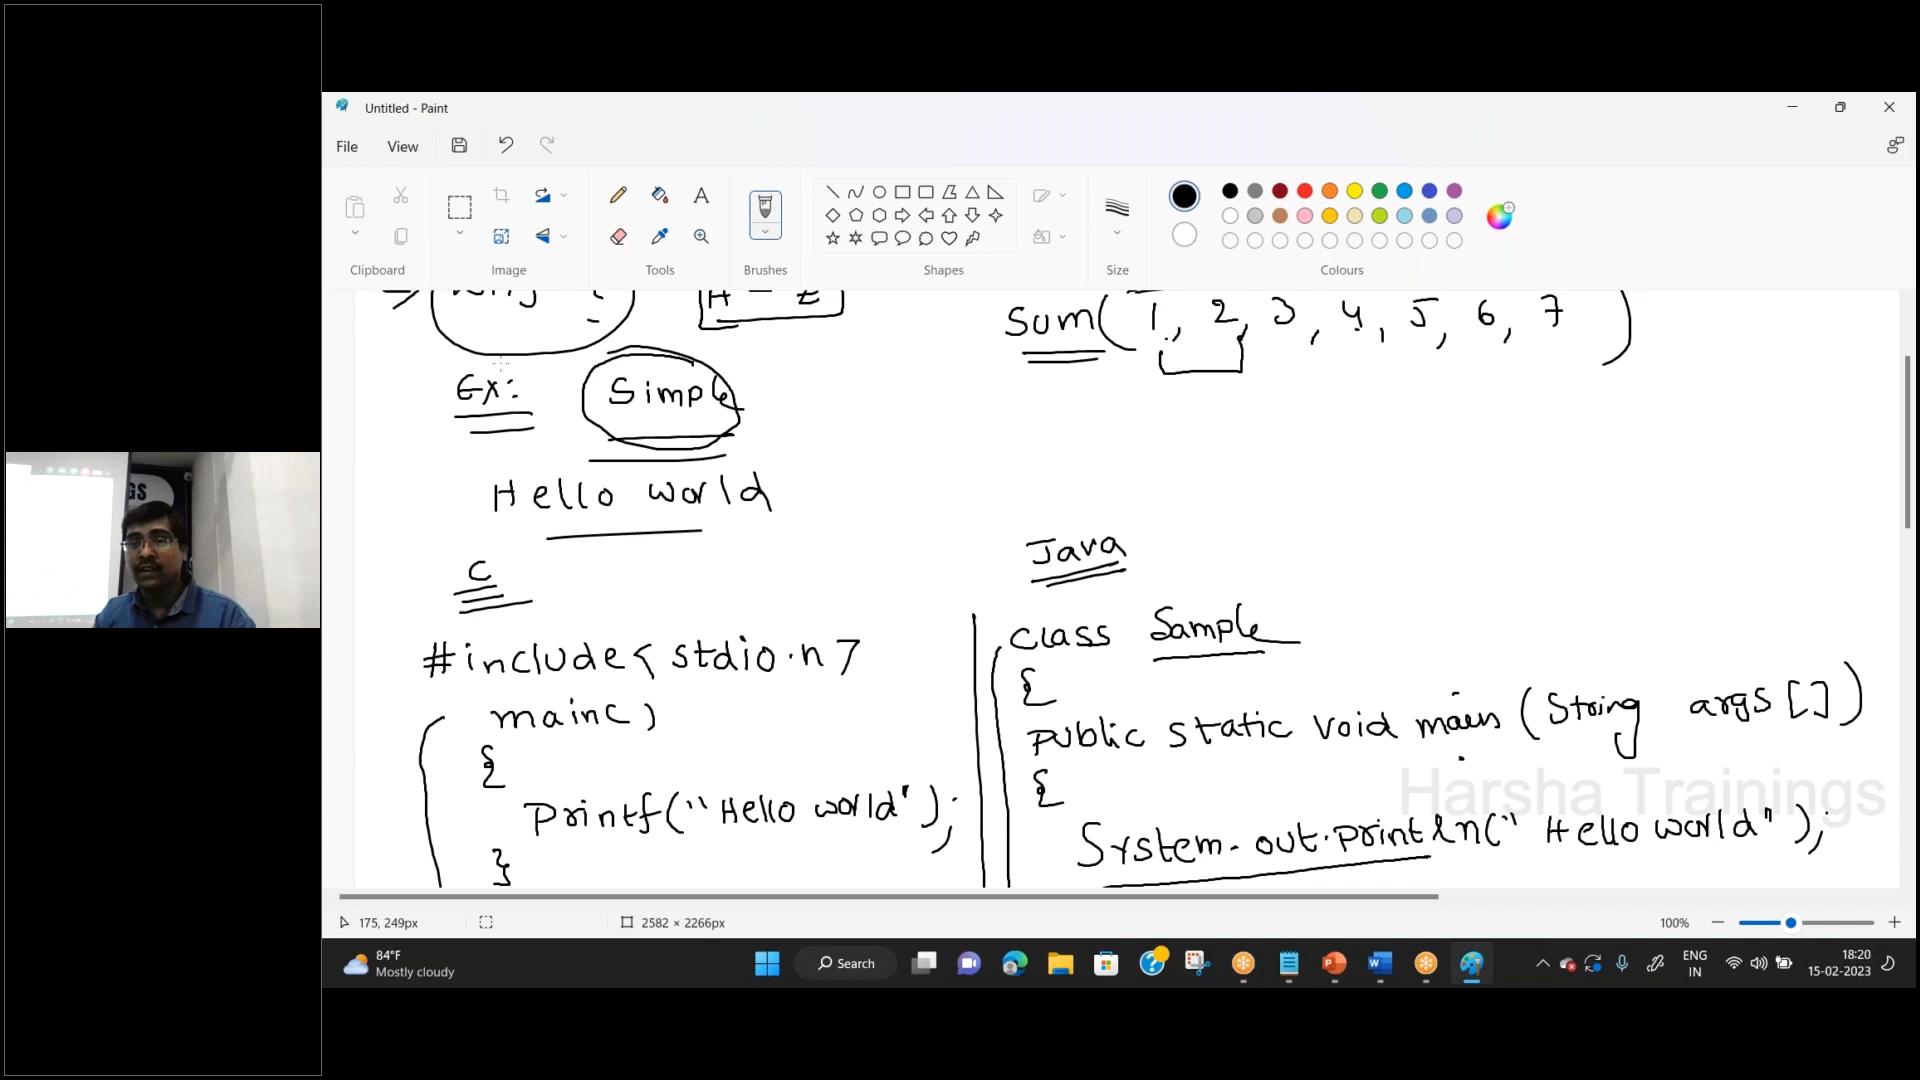 Untitled - Paint
File View
Clipboard Image Tools Brushes Shapes Size Colours
A - Z
Sum( 1, 2, 3, 4, 5, 6, 7 )
Ex: Simple
Hello world
C
#include< stdio.h>
main()
{
Printf("Hello world");
}
Java
class Sample
{
Public static void main (String args [])
{
System.out.println(" Hello world" );
Harsha Trainings
GS
175, 249px 2582 × 2266px 100%
84°F
Mostly cloudy
Search
ENG
IN
18:20
15-02-2023